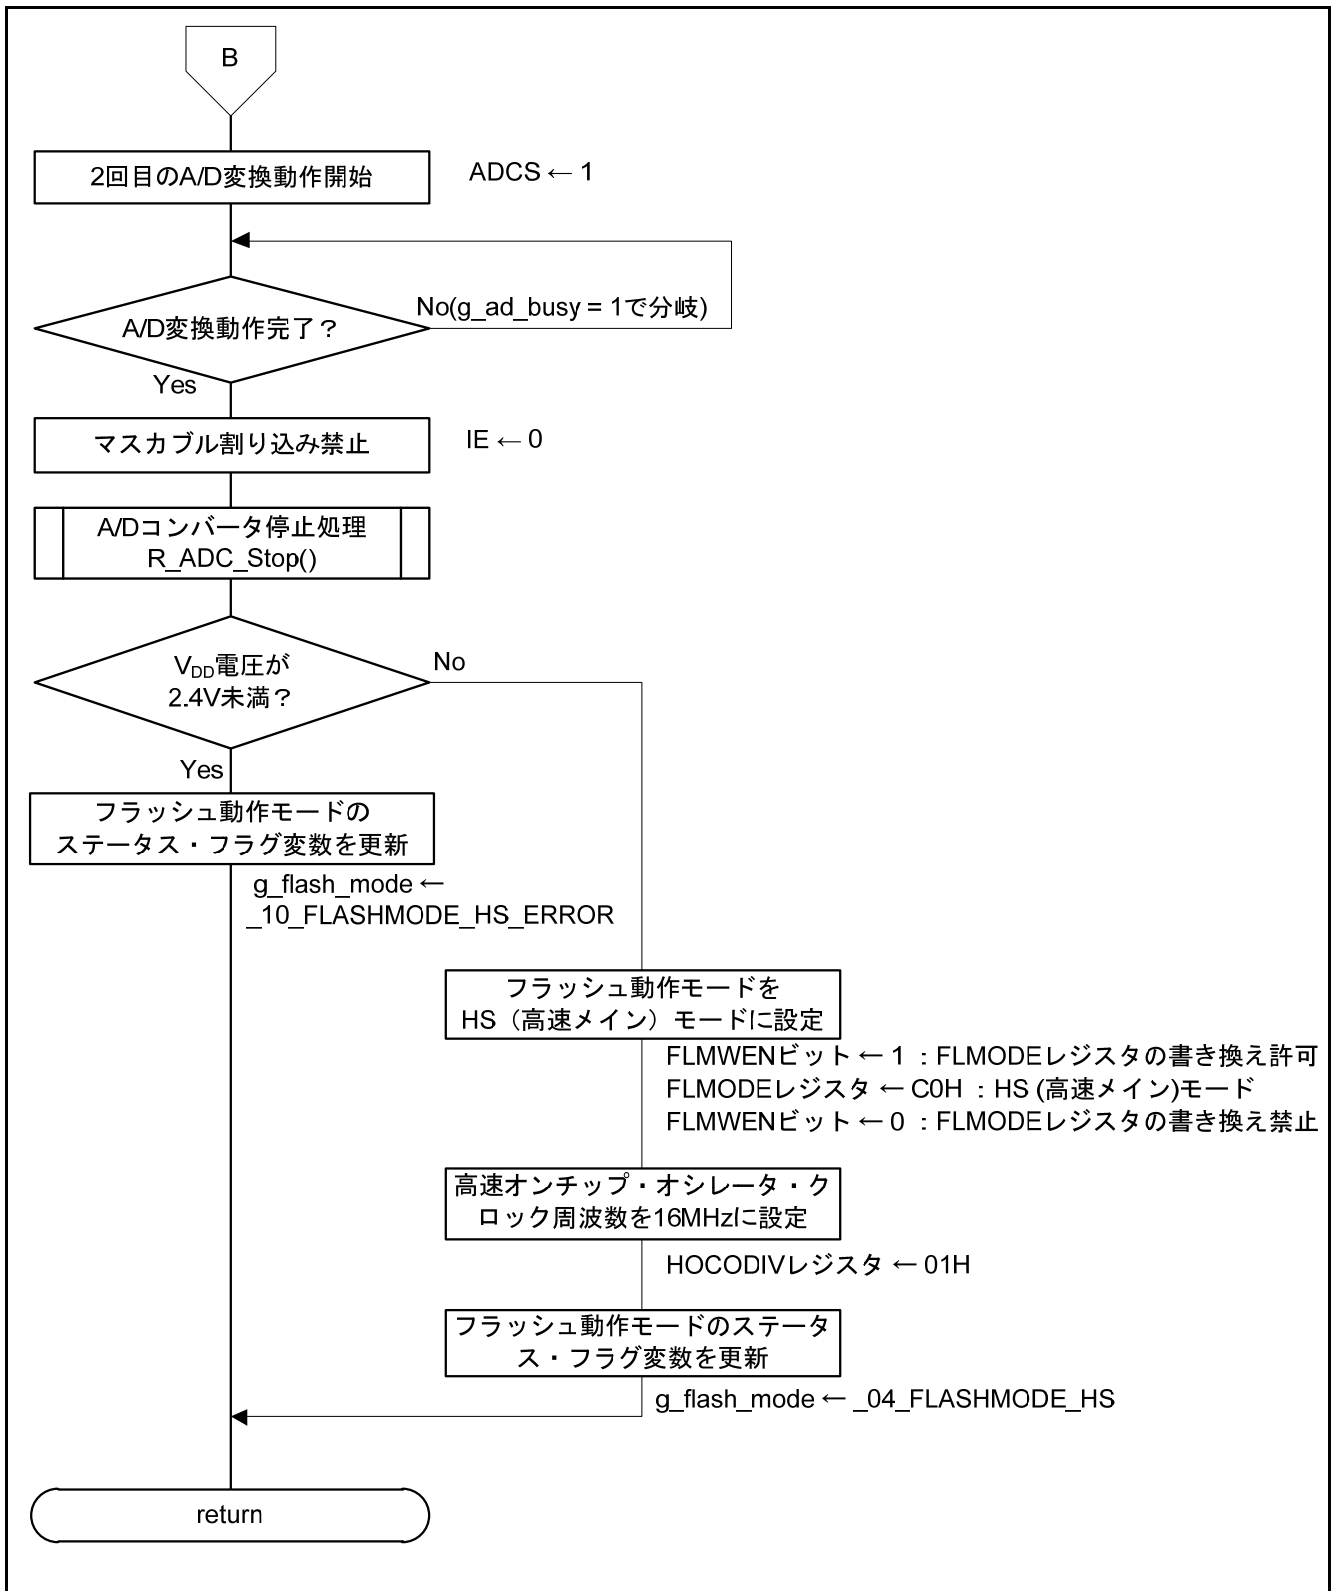 B
2回目のA/D変換動作開始
ADCS ← 1
No(g_ad_busy = 1で分岐)
A/D変換動作完了？
Yes
マスカブル割り込み禁止
IE ← 0
A/Dコンバータ停止処理
R_ADC_Stop()
No
VDD電圧が
2.4V未満？
Yes
フラッシュ動作モードの
ステータス・フラグ変数を更新
g_flash_mode ←
_10_FLASHMODE_HS_ERROR
フラッシュ動作モードを
HS（高速メイン）モードに設定
FLMWENビット ← 1 ：FLMODEレジスタの書き換え許可
FLMODEレジスタ ← C0H ：HS (高速メイン)モード
FLMWENビット ← 0 ：FLMODEレジスタの書き換え禁止
高速オンチップ・オシレータ・ク
ロック周波数を16MHzに設定
HOCODIVレジスタ ← 01H
フラッシュ動作モードのステータ
ス・フラグ変数を更新
g_flash_mode ← _04_FLASHMODE_HS
return